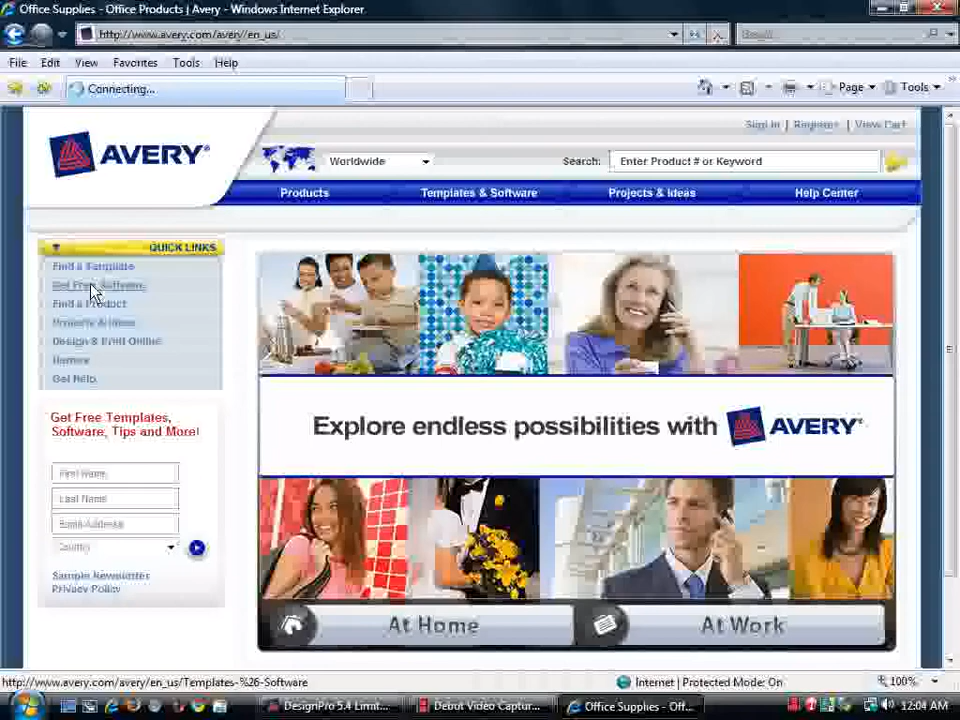 Office Supplies - Office Products | Avery - Windows Internet Explorer
http://www.avery.com/avery/en_us/
File Edit View Favorites Tools Help
Connecting...
Page Tools
Sign In | Register | View Cart
AVERY
Worldwide
Search: Enter Product # or Keyword
Products Templates & Software Projects & Ideas Help Center
QUICK LINKS
Find a Template
Get Free Software
Find a Product
Projects & Ideas
Design & Print Online
Games
Get Help
Explore endless possibilities with AVERY
Get Free Templates,
Software, Tips and More!
First Name
Last Name
Email Address
Country
Sample Newsletter
Privacy Policy
At Home At Work
http://www.avery.com/avery/en_us/Templates-%26-Software
Internet | Protected Mode: On
100%
DesignPro 5.4 Limit... Debut Video Captur... Office Supplies - Off...
12:04 AM